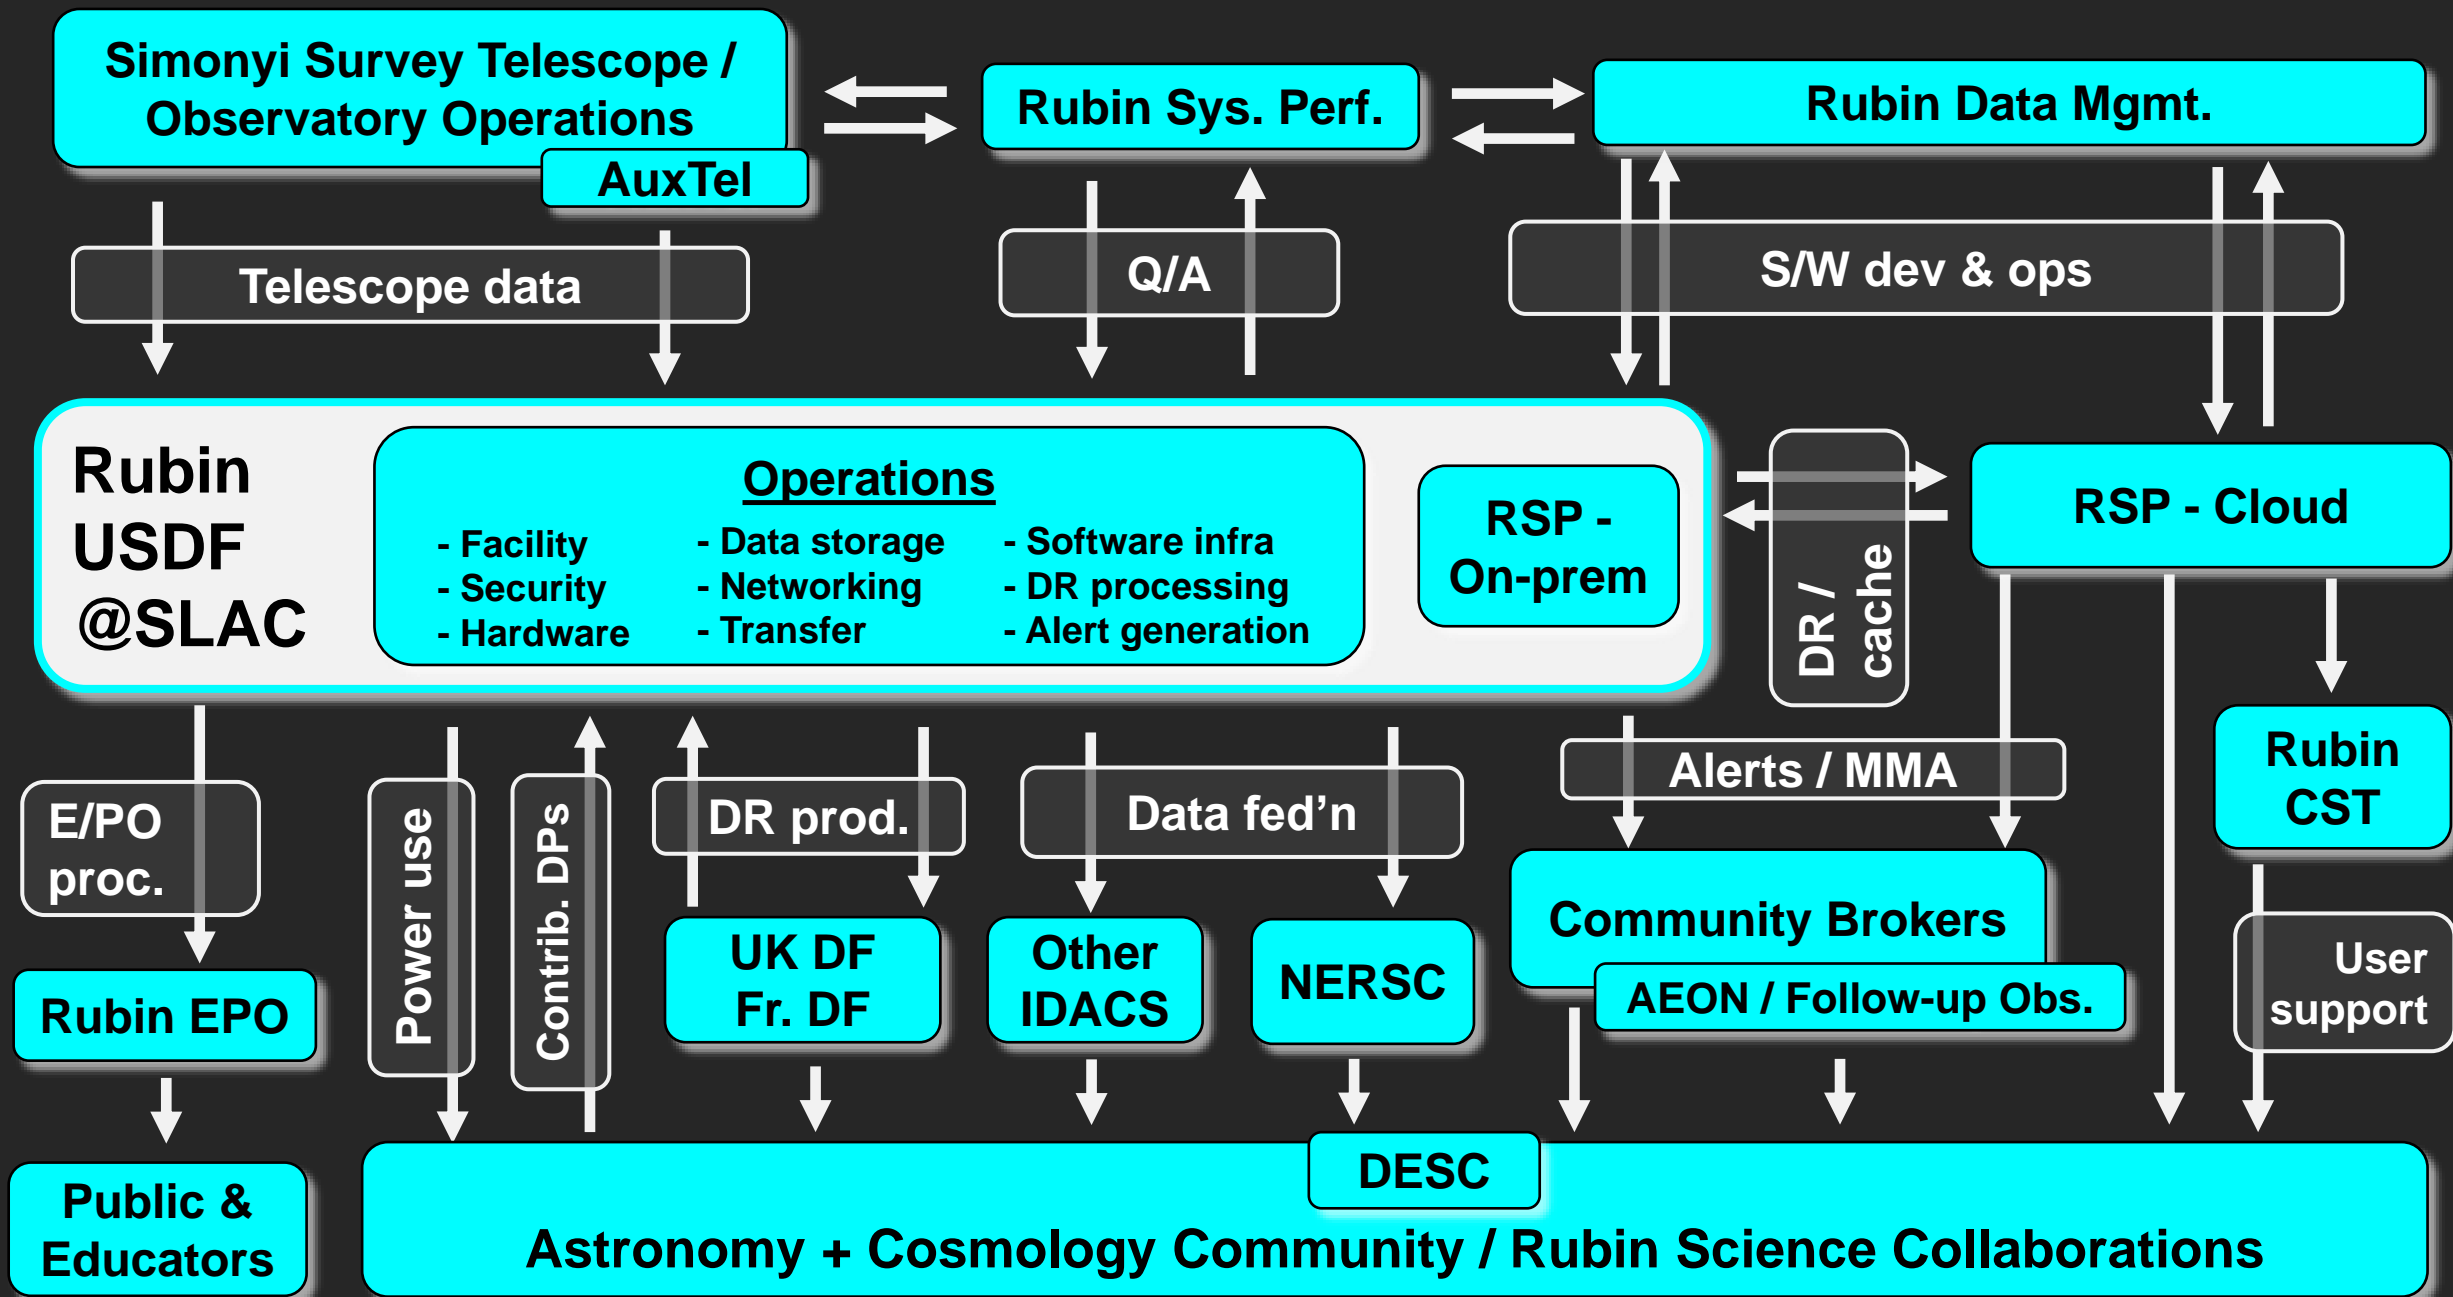 Simonyi Survey Telescope /
Observatory Operations
AuxTel
Rubin Sys. Perf.
Rubin Data Mgmt.
Telescope data
Q/A
S/W dev & ops
Rubin
USDF
@SLAC
Operations
- Facility
- Security
- Hardware
- Data storage
- Networking
- Transfer
- Software infra
- DR processing
- Alert generation
RSP -
On-prem
DR /
cache
RSP - Cloud
E/PO
proc.
Power use
Contrib. DPs
DR prod.
Data fed’n
Alerts / MMA
Rubin
CST
Rubin EPO
UK DF
Fr. DF
Other
IDACS
NERSC
Community Brokers
AEON / Follow-up Obs.
User
support
Public &
Educators
DESC
Astronomy + Cosmology Community / Rubin Science Collaborations